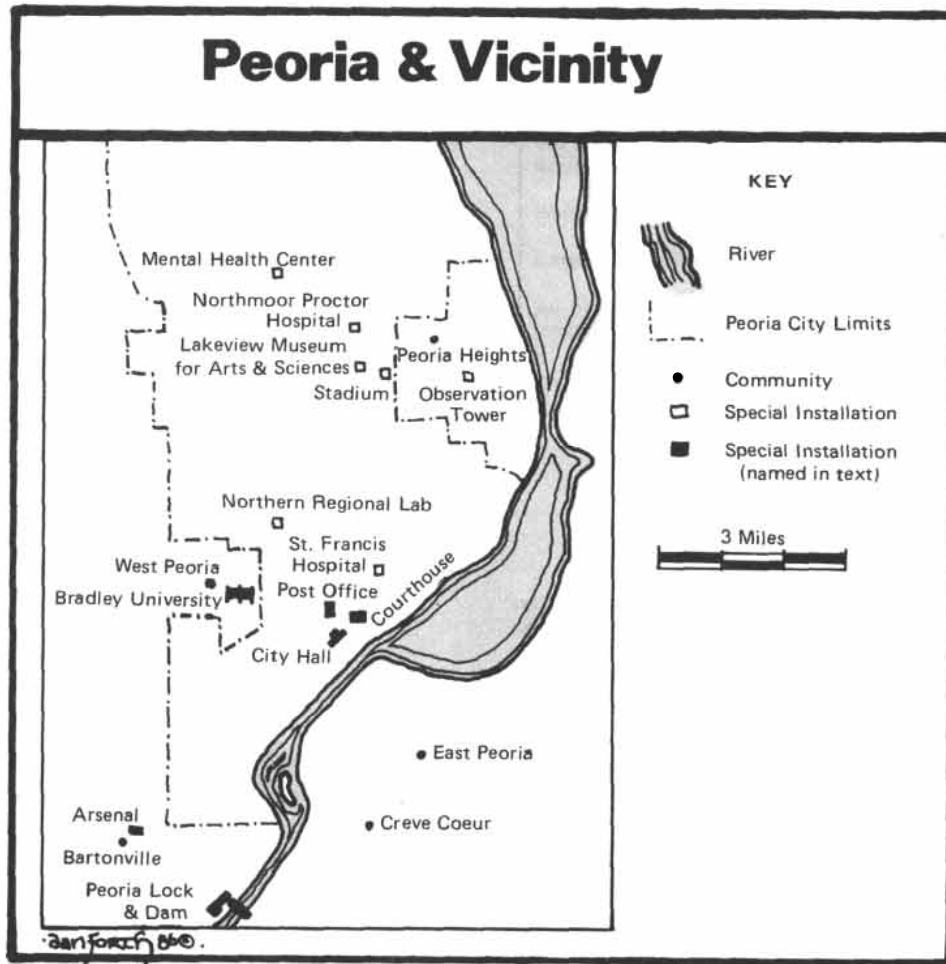 Peoria & Vicinity
KEY
River
Peoria City Limits
Community
Special Installation
Special Installation
(named in text)
3 Miles
Mental Health Center
Northmoor Proctor
Hospital
Lakeview Museum
for Arts & Sciences
Stadium
Peoria Heights
Observation
Tower
Northern Regional Lab
St. Francis
Hospital
West Peoria
Bradley University
Post Office
Courthouse
City Hall
East Peoria
Creve Coeur
Arsenal
Bartonville
Peoria Lock
& Dam
danforth 86©.